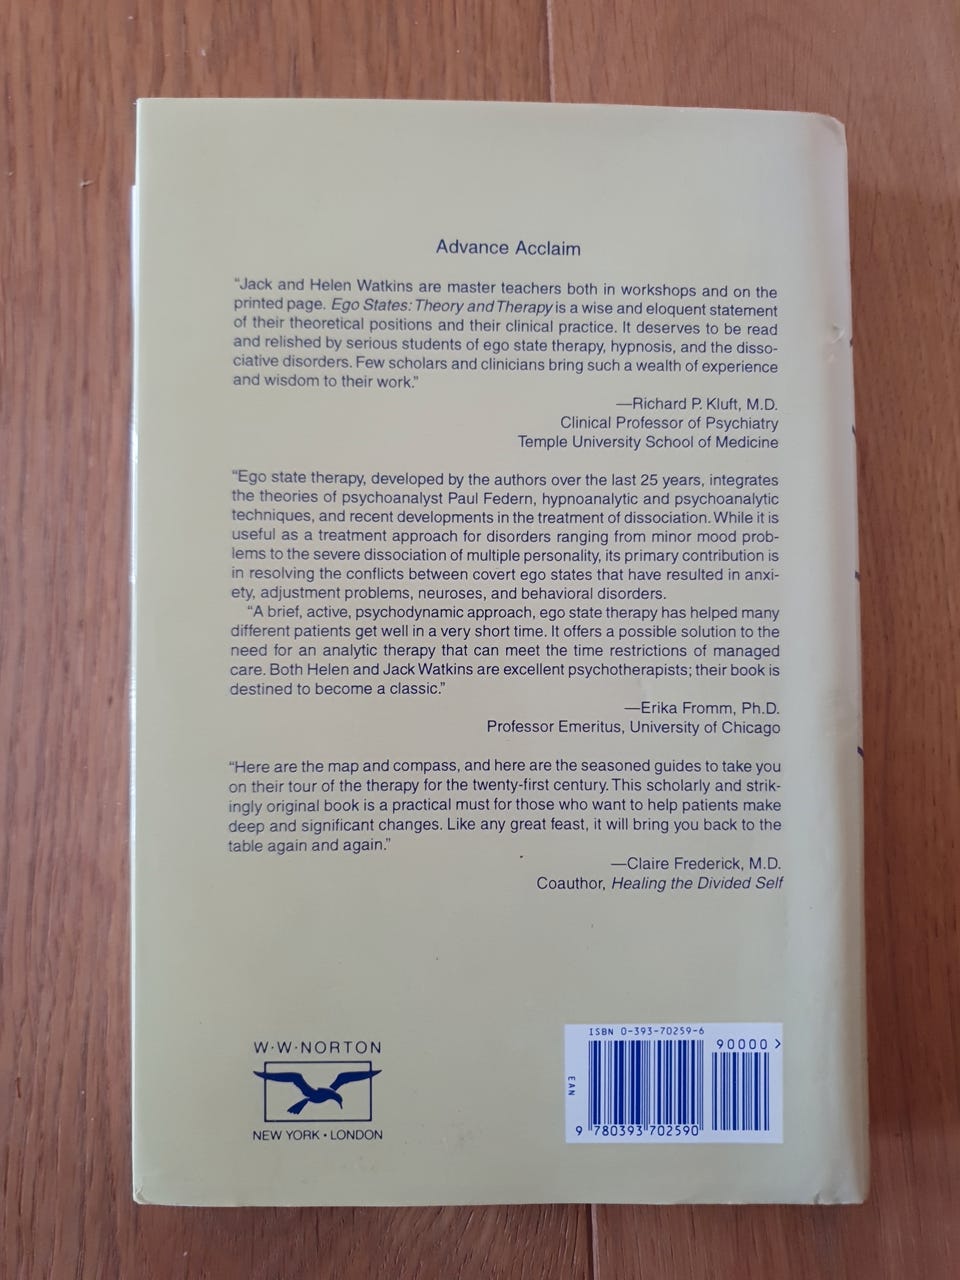 Advance Acclaim
“Jack and Helen Watkins are master teachers both in workshops and on the
printed page. Ego States: Theory and Therapy is a wise and eloquent statement
of their theoretical positions and their clinical practice. It deserves to be read
and relished by serious students of ego state therapy, hypnosis, and the disso-
ciative disorders. Few scholars and clinicians bring such a wealth of experience
and wisdom to their work.”
—Richard P. Kluft, M.D.
Clinical Professor of Psychiatry
Temple University School of Medicine
“Ego state therapy, developed by the authors over the last 25 years, integrates
the theories of psychoanalyst Paul Federn, hypnoanalytic and psychoanalytic
techniques, and recent developments in the treatment of dissociation. While it is
useful as a treatment approach for disorders ranging from minor mood prob-
lems to the severe dissociation of multiple personality, its primary contribution is
in resolving the conflicts between covert ego states that have resulted in anxi-
ety, adjustment problems, neuroses, and behavioral disorders.
“A brief, active, psychodynamic approach, ego state therapy has helped many
different patients get well in a very short time. It offers a possible solution to the
need for an analytic therapy that can meet the time restrictions of managed
care. Both Helen and Jack Watkins are excellent psychotherapists; their book is
destined to become a classic.”
—Erika Fromm, Ph.D.
Professor Emeritus, University of Chicago
“Here are the map and compass, and here are the seasoned guides to take you
on their tour of the therapy for the twenty-first century. This scholarly and strik-
ingly original book is a practical must for those who want to help patients make
deep and significant changes. Like any great feast, it will bring you back to the
table again and again.”
—Claire Frederick, M.D.
Coauthor, Healing the Divided Self
W·W·NORTON
NEW YORK · LONDON
ISBN 0-393-70259-6
90000 >
EAN
9 780393 702590